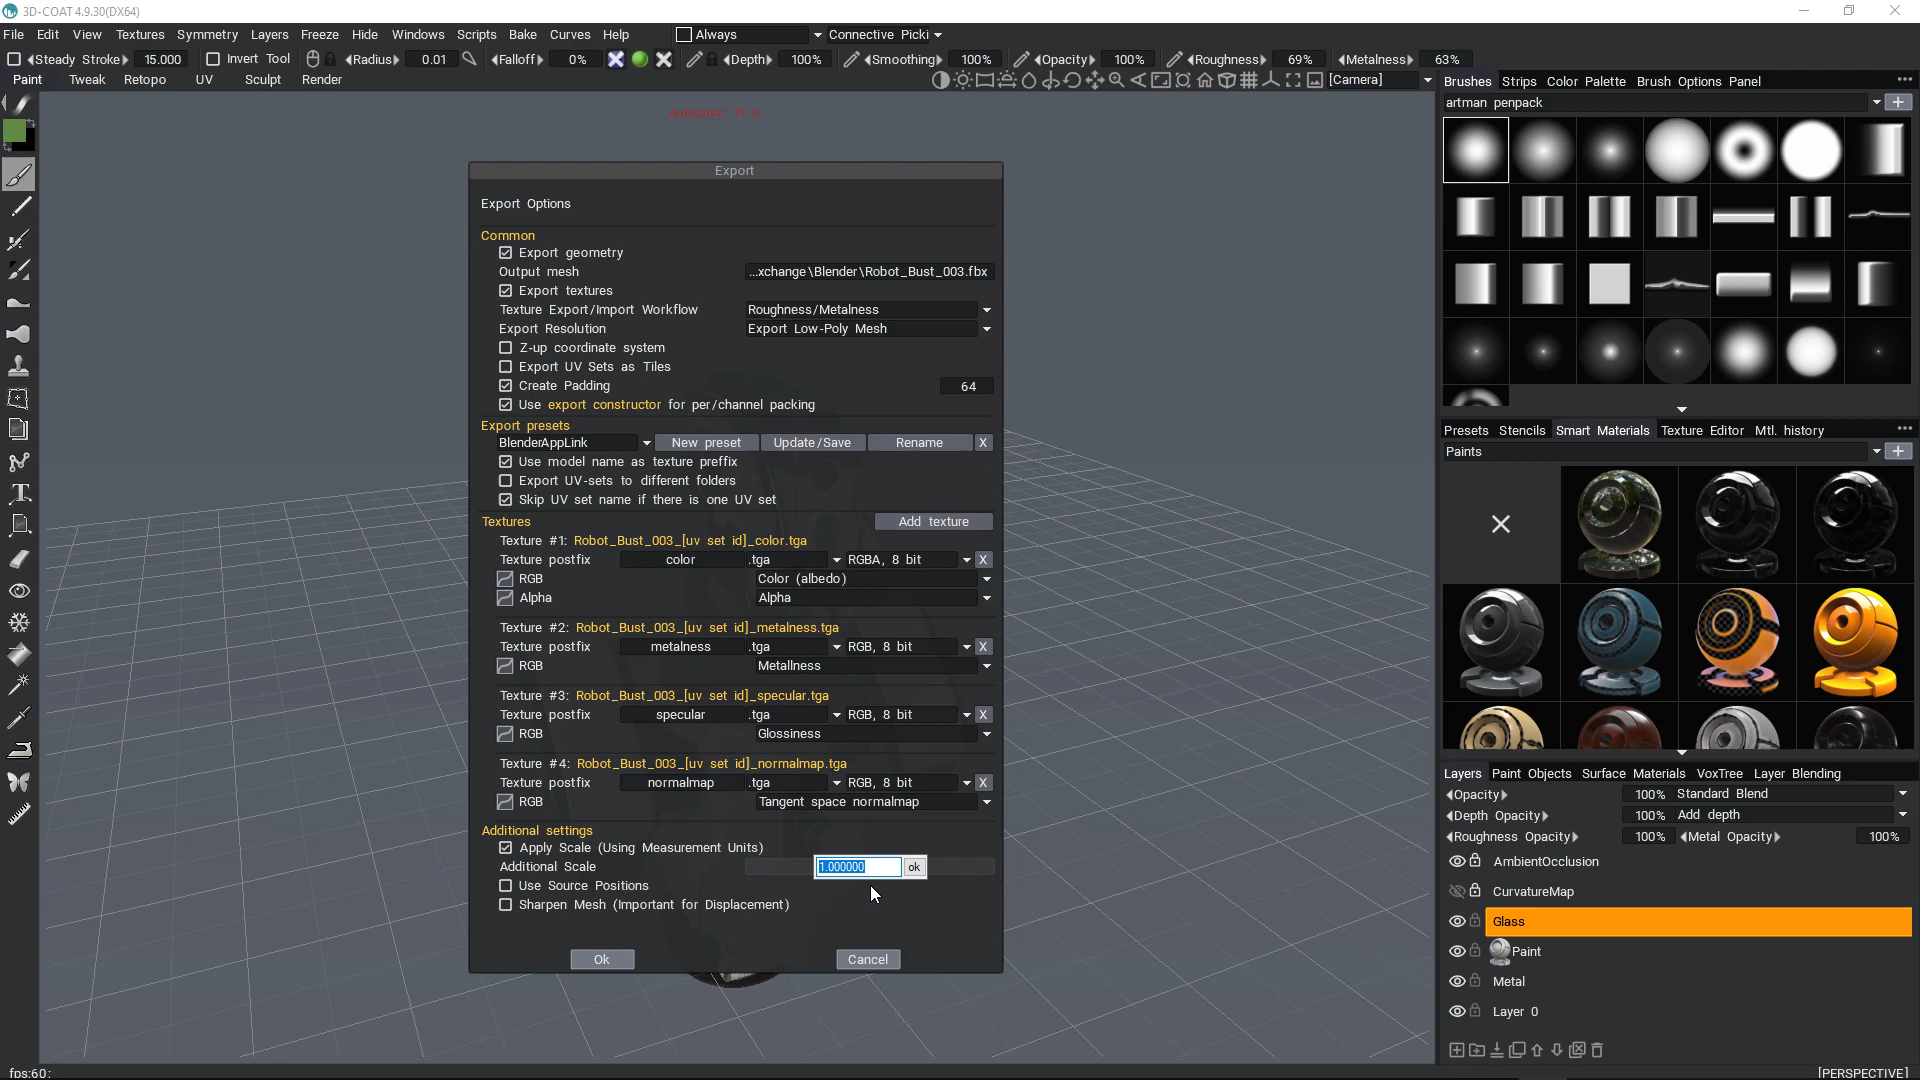 3D-COAT 4.9.30(DX64)
File Edit View Textures Symmetry Layers Freeze Hide Windows Scripts Bake Curves Help Always Connective Picki
Steady Stroke 15.000 Invert Tool Radius 0.01 Falloff 0% Depth 100% Smoothing 100% Opacity 100% Roughness 69% Metalness 63%
Paint Tweak Retopo UV Sculpt Render [Camera]
Brushes Strips Color Palette Brush Options Panel
artman penpack
Export
Export Options
Common
Export geometry
Output mesh ...xchange\Blender\Robot_Bust_003.fbx
Export textures
Texture Export/Import Workflow Roughness/Metalness
Export Resolution Export Low-Poly Mesh
Z-up coordinate system
Export UV Sets as Tiles
Create Padding 64
Use export constructor for per/channel packing
Export presets
BlenderAppLink New preset Update/Save Rename X
Use model name as texture preffix
Export UV-sets to different folders
Skip UV set name if there is one UV set
Textures Add texture
Texture #1: Robot_Bust_003_[uv set id]_color.tga
Texture postfix color .tga RGBA, 8 bit X
RGB Color (albedo)
Alpha Alpha
Texture #2: Robot_Bust_003_[uv set id]_metalness.tga
Texture postfix metalness .tga RGB, 8 bit X
RGB Metallness
Texture #3: Robot_Bust_003_[uv set id]_specular.tga
Texture postfix specular .tga RGB, 8 bit X
RGB Glossiness
Texture #4: Robot_Bust_003_[uv set id]_normalmap.tga
Texture postfix normalmap .tga RGB, 8 bit X
RGB Tangent space normalmap
Additional settings
Apply Scale (Using Measurement Units)
Additional Scale 1.000000 ok
Use Source Positions
Sharpen Mesh (Important for Displacement)
Ok Cancel
Presets Stencils Smart Materials Texture Editor Mtl. history
Paints
Layers Paint Objects Surface Materials VoxTree Layer Blending
Opacity 100% Standard Blend
Depth Opacity 100% Add depth
Roughness Opacity 100% Metal Opacity 100%
AmbientOcclusion
CurvatureMap
Glass
Paint
Metal
Layer 0
fps:60; [PERSPECTIVE]